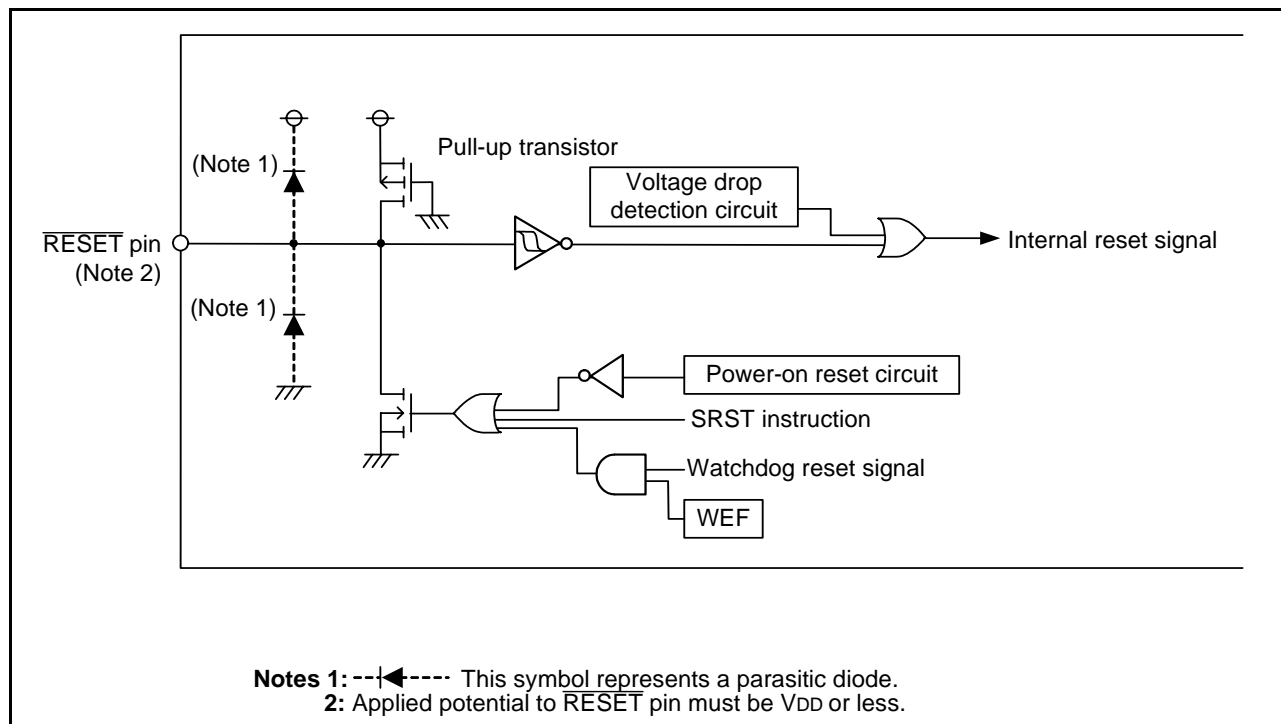 (Note 1)
Pull-up transistor
Voltage drop
detection circuit
RESET pin
(Note 2)
Internal reset signal
(Note 1)
Power-on reset circuit
SRST instruction
Watchdog reset signal
WEF
Notes 1: This symbol represents a parasitic diode.
2: Applied potential to RESET pin must be VDD or less.